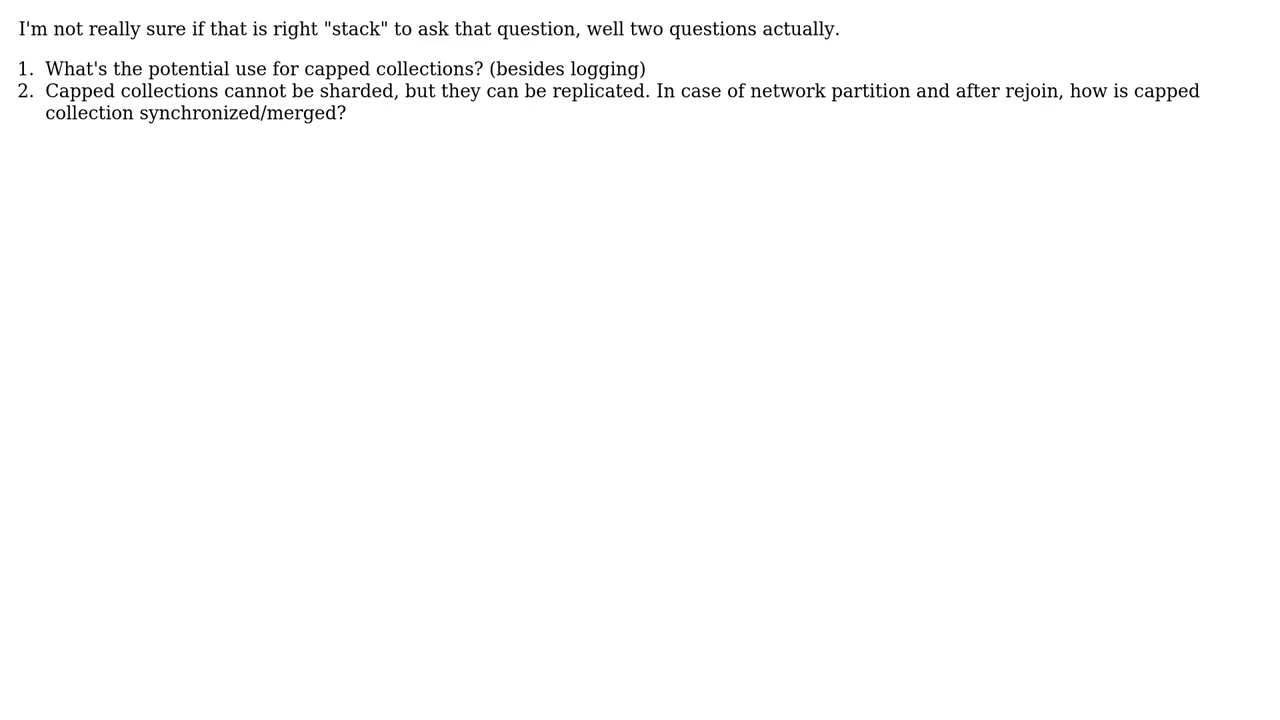 I'm not really sure if that is right "stack" to ask that question, well two questions actually.
1. What's the potential use for capped collections? (besides logging)
2. Capped collections cannot be sharded, but they can be replicated. In case of network partition and after rejoin, how is capped
collection synchronized/merged?